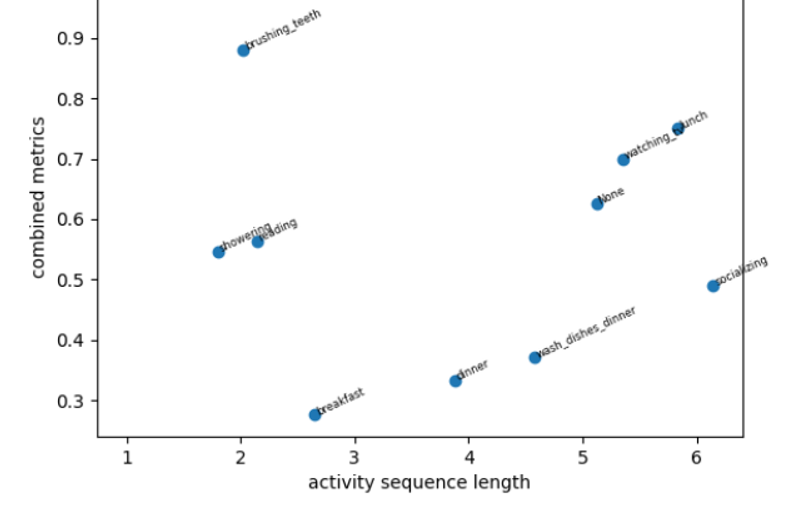 0.9
brushing_teeth
0.8
combined metrics
lunch
0.7
watching_tv
0.6
None
showering
reading
0.5
socializing
0.4
wash_dishes_dinner
dinner
0.3
breakfast
1 2 3 4 5 6
activity sequence length